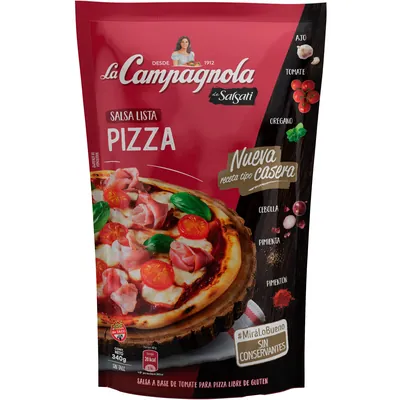 DESDE 1912
La Campagnola
de Salsati
SALSA LISTA
PIZZA
Nueva
receta tipo casera
AJO
TOMATE
OREGANO
CEBOLLA
PIMIENTA
PIMENTÓN
#MiráLoBueno
SIN
CONSERVANTES
340g
SALSA A BASE DE TOMATE PARA PIZZA LIBRE DE GLUTEN